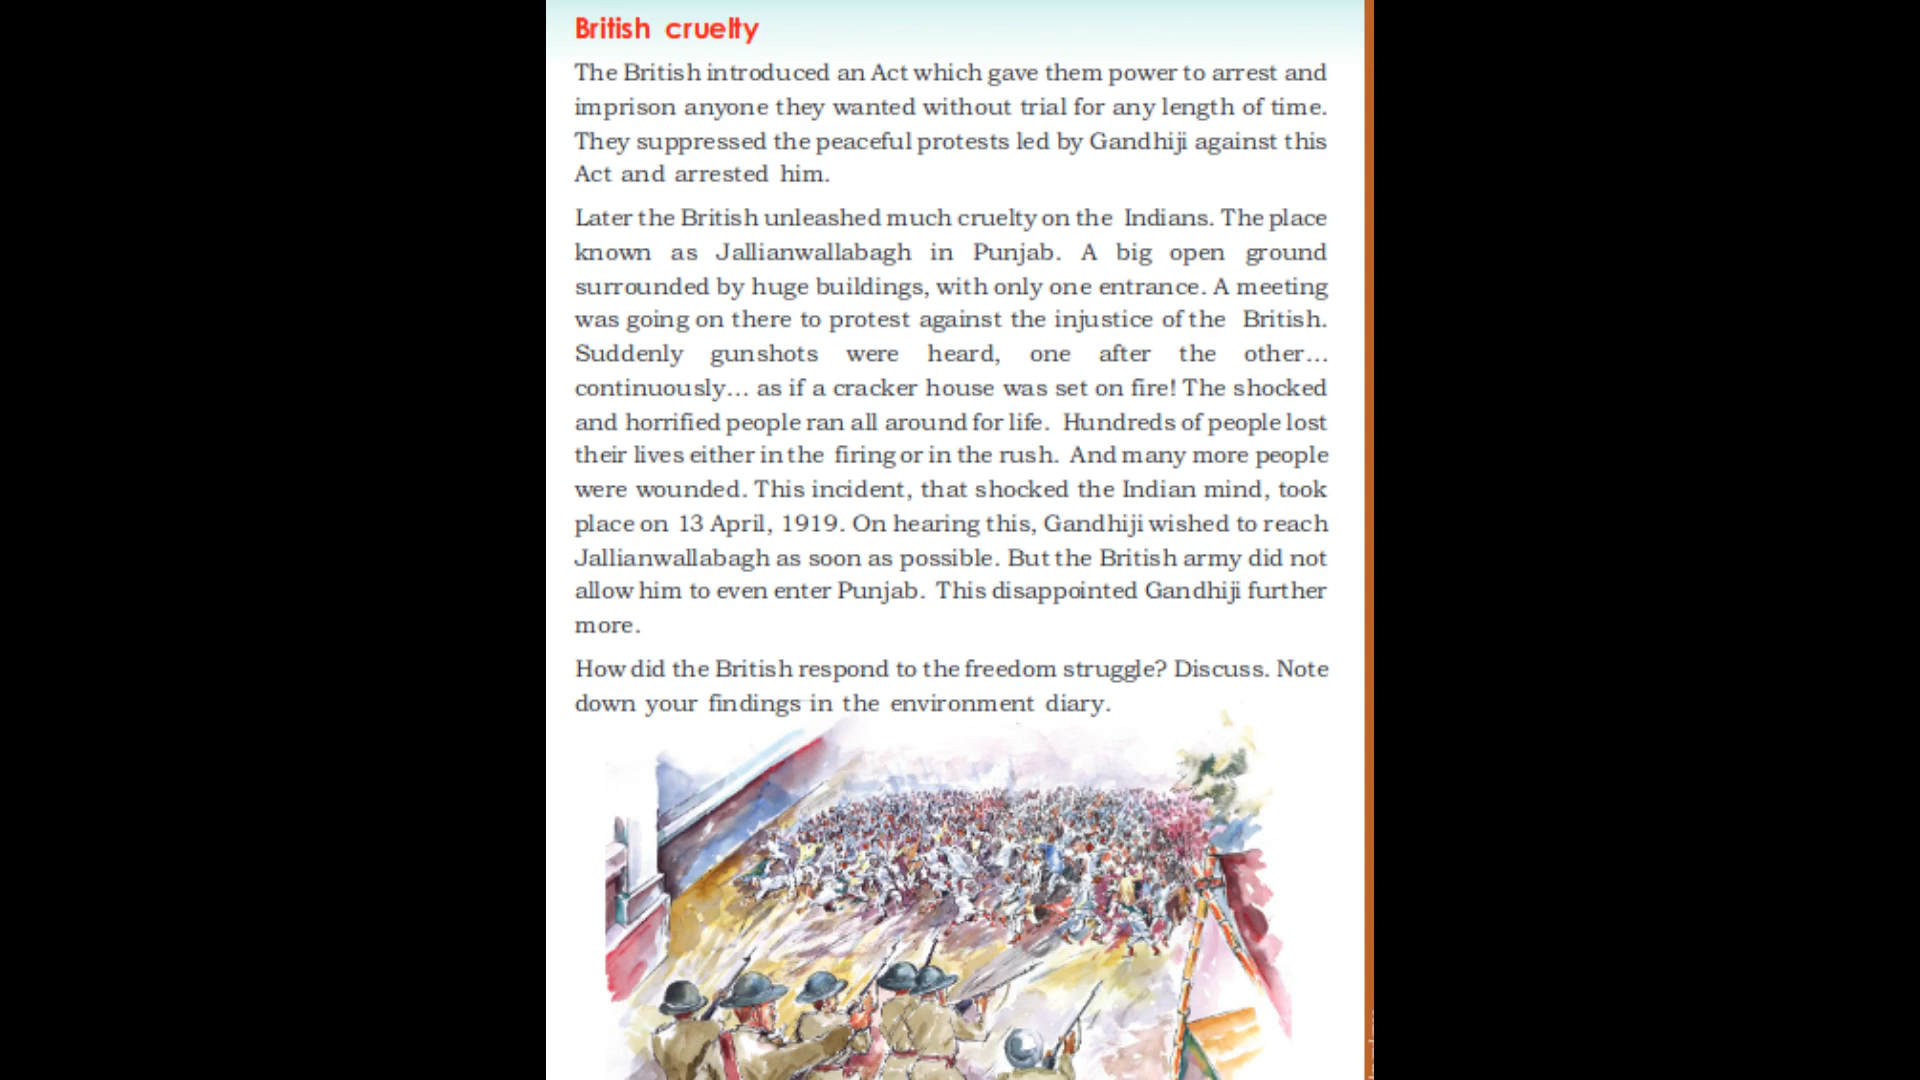 British cruelty
The British introduced an Act which gave them power to arrest and
imprison anyone they wanted without trial for any length of time.
They suppressed the peaceful protests led by Gandhiji against this
Act and arrested him.
Later the British unleashed much cruelty on the Indians. The place
known as Jallianwallabagh in Punjab. A big open ground
surrounded by huge buildings, with only one entrance. A meeting
was going on there to protest against the injustice of the British.
Suddenly gunshots were heard, one after the other...
continuously... as if a cracker house was set on fire! The shocked
and horrified people ran all around for life. Hundreds of people lost
their lives either in the firing or in the rush. And many more people
were wounded. This incident, that shocked the Indian mind, took
place on 13 April, 1919. On hearing this, Gandhiji wished to reach
Jallianwallabagh as soon as possible. But the British army did not
allow him to even enter Punjab. This disappointed Gandhiji further
more.
How did the British respond to the freedom struggle? Discuss. Note
down your findings in the environment diary.